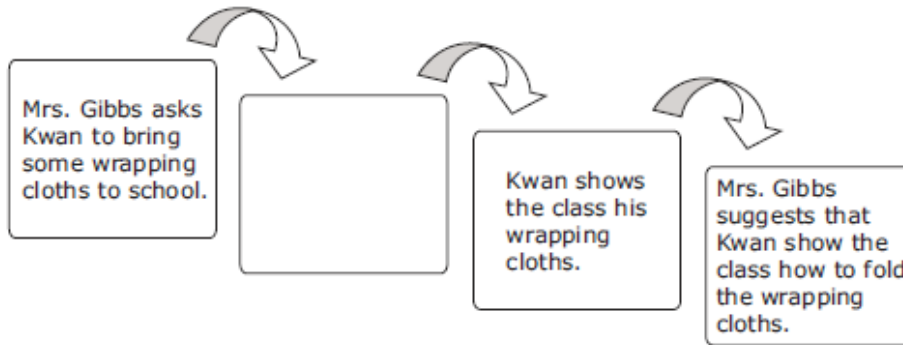 Mrs. Gibbs asks
Kwan to bring
some wrapping
cloths to school.
Kwan shows
the class his
wrapping
cloths.
Mrs. Gibbs
suggests that
Kwan show the
class how to fold
the wrapping
cloths.